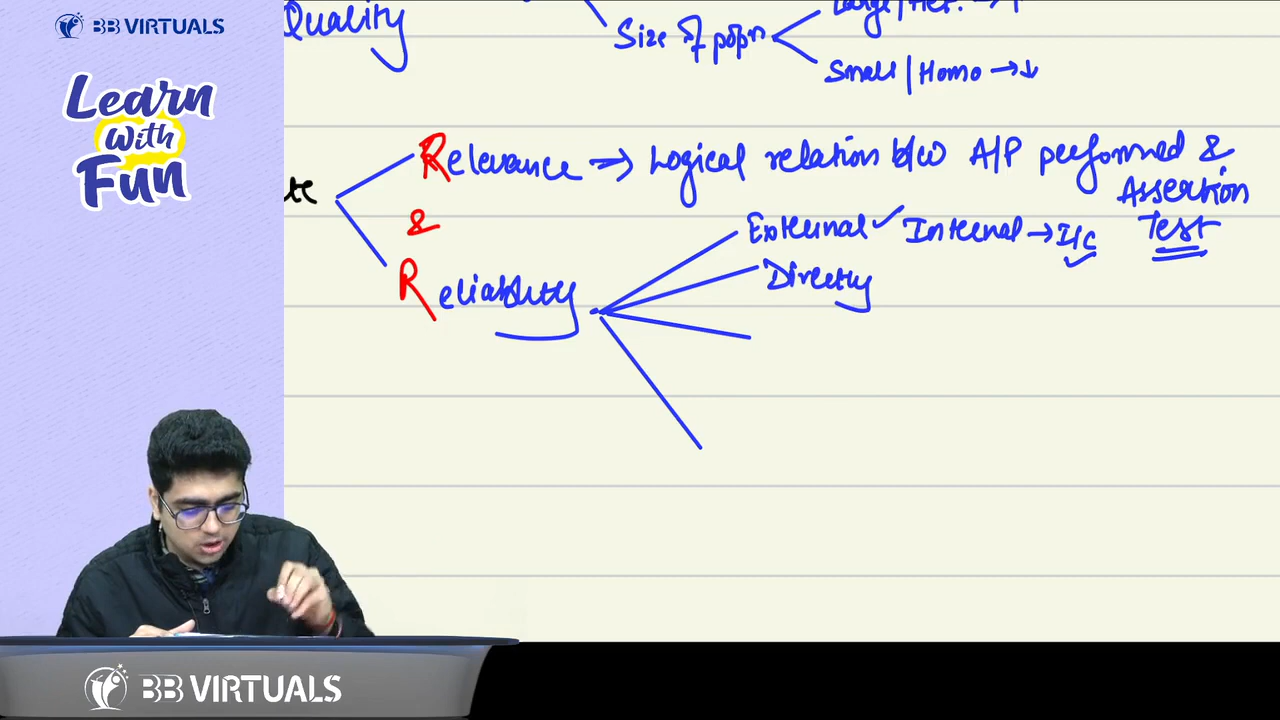 BB VIRTUALS
Learn
with
Fun
Quality
Size of popn
Small / Homo → ↓
Relevance ⇒ Logical relation b/w A/P performed & Assertion Test
&
Reliability
External ✓ Internal → I/C ✓
Directly
BB VIRTUALS